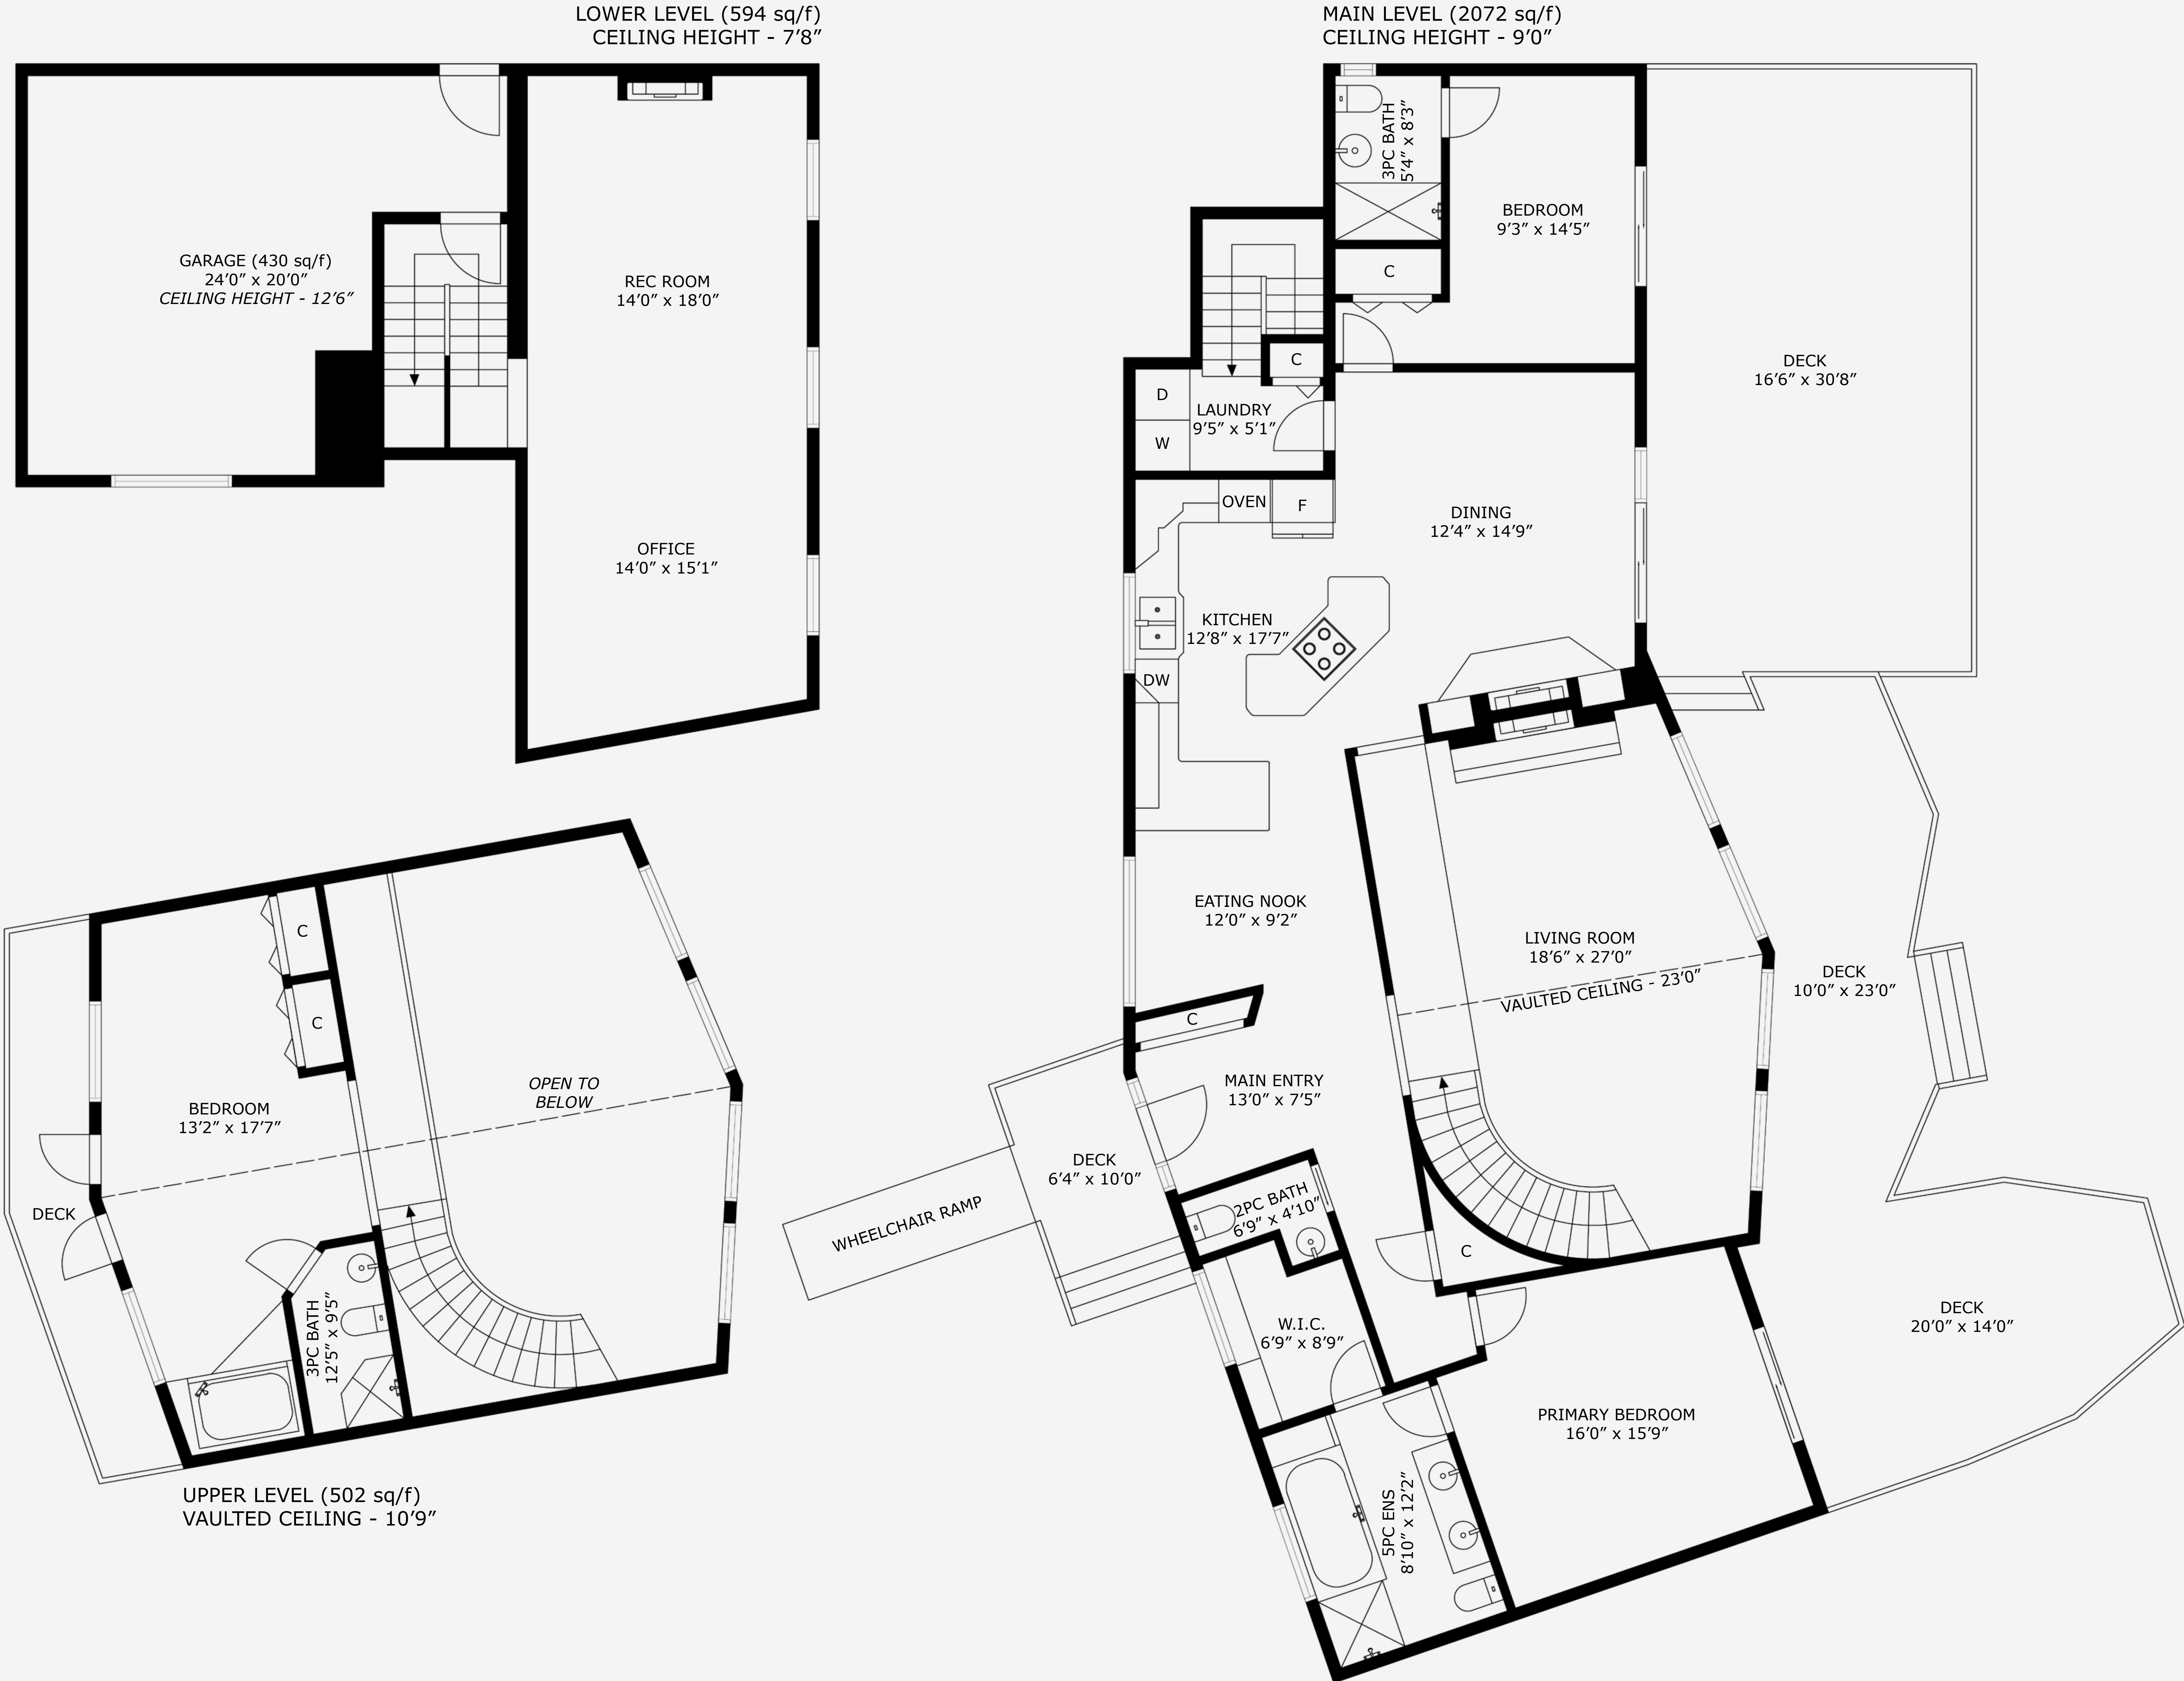 LOWER LEVEL (594 sq/f)
CEILING HEIGHT - 7’8”
GARAGE (430 sq/f)
24’0” x 20’0”
CEILING HEIGHT - 12’6”
REC ROOM
14’0” x 18’0”
OFFICE
14’0” x 15’1”
MAIN LEVEL (2072 sq/f)
CEILING HEIGHT - 9’0”
3PC BATH
5’4” x 8’3”
BEDROOM
9’3” x 14’5”
C
C
DECK
16’6” x 30’8”
D
W
LAUNDRY
9’5” x 5’1”
OVEN
F
DINING
12’4” x 14’9”
KITCHEN
12’8” x 17’7”
DW
EATING NOOK
12’0” x 9’2”
LIVING ROOM
18’6” x 27’0”
VAULTED CEILING - 23’0”
DECK
10’0” x 23’0”
C
MAIN ENTRY
13’0” x 7’5”
DECK
6’4” x 10’0”
WHEELCHAIR RAMP
2PC BATH
6’9” x 4’10”
C
W.I.C.
6’9” x 8’9”
DECK
20’0” x 14’0”
PRIMARY BEDROOM
16’0” x 15’9”
5PC ENS
8’10” x 12’2”
C
C
OPEN TO
BELOW
BEDROOM
13’2” x 17’7”
DECK
3PC BATH
12’5” x 9’5”
UPPER LEVEL (502 sq/f)
VAULTED CEILING - 10’9”